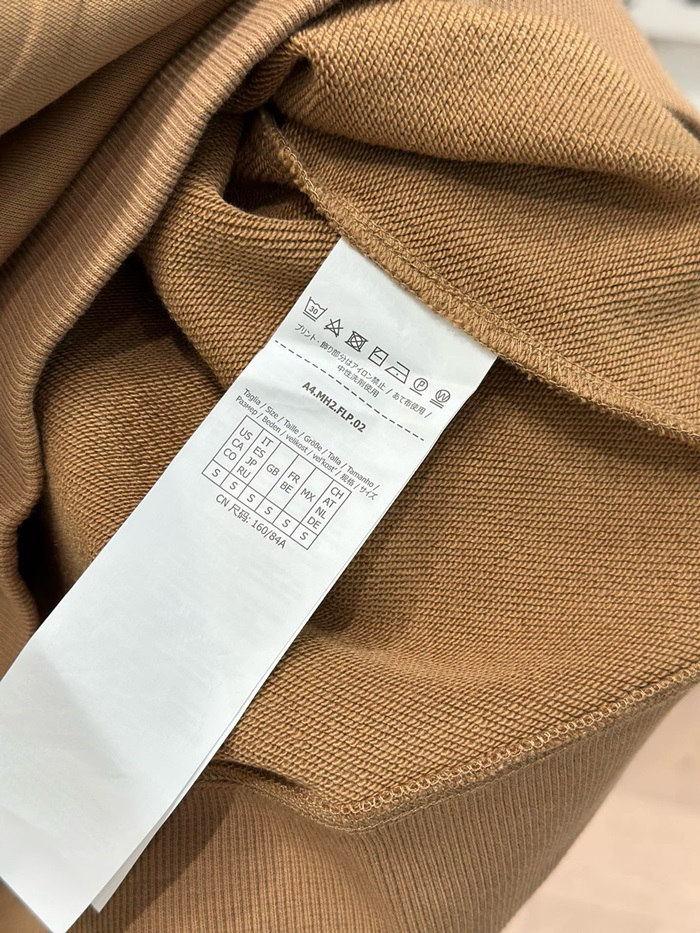 30
P W
プリント・飾り部分はアイロン禁止 / あて布使用 /
中性洗剤使用
A4.MH2.FLP.02
Taglia / Size / Taille / Größe / Talla / Tamanho /
Размер / Beden / velikost / veľkost / 规格 / サイズ
US CA CO IT ES JP RU GB FR BE MX CH AT NL DE
S S S S S S
CN 尺码: 160/84A